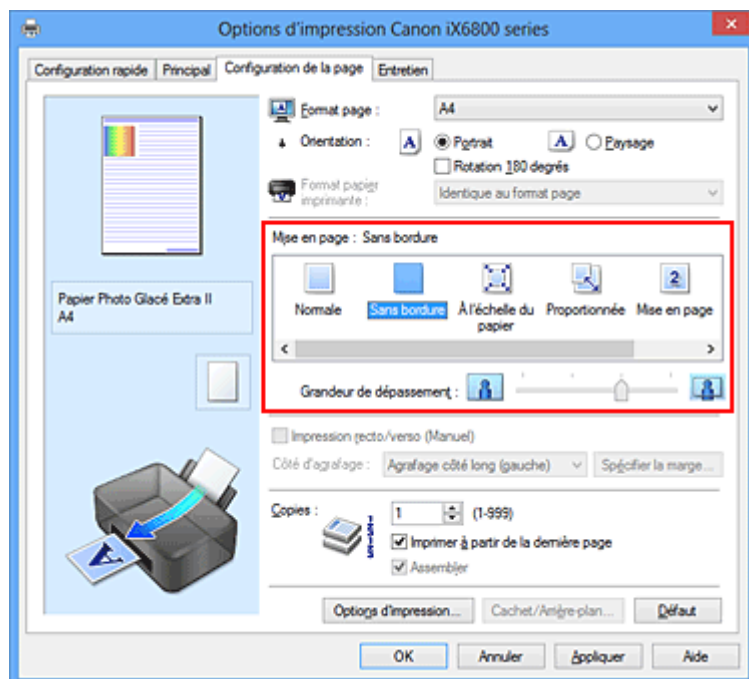 Options d'impression Canon iX6800 series
Configuration rapide Principal Configuration de la page Entretien
Format page : A4
Orientation : A Portrait A Paysage
Rotation 180 degrés
Format papier
imprimante : Identique au format page
Mise en page : Sans bordure
Normale Sans bordure À l'échelle du papier Proportionnée Mise en page
Papier Photo Glacé Extra II
A4
Grandeur de dépassement :
Impression recto/verso (Manuel)
Côté d'agrafage : Agrafage côté long (gauche) Spécifier la marge...
Copies : 1 (1-999)
Imprimer à partir de la dernière page
Assembler
Options d'impression... Cachet/Arrière-plan... Défaut
OK Annuler Appliquer Aide